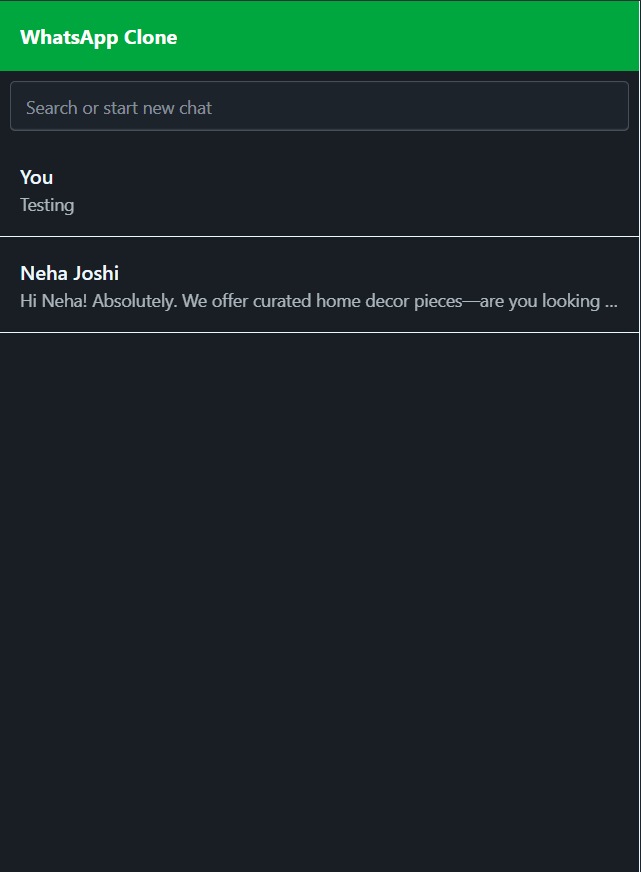 WhatsApp Clone
Search or start new chat
You
Testing
Neha Joshi
Hi Neha! Absolutely. We offer curated home decor pieces—are you looking ...